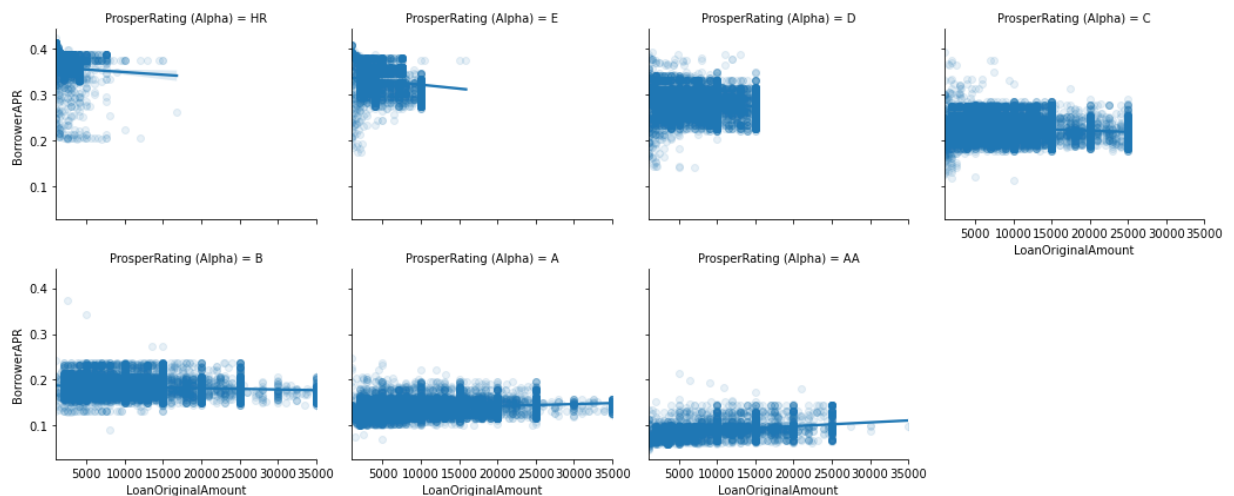 ProsperRating (Alpha) = HR
ProsperRating (Alpha) = E
ProsperRating (Alpha) = D
ProsperRating (Alpha) = C
BorrowerAPR
0.4
0.3
0.2
0.1
5000 10000 15000 20000 25000 30000 35000
LoanOriginalAmount
ProsperRating (Alpha) = B
ProsperRating (Alpha) = A
ProsperRating (Alpha) = AA
BorrowerAPR
0.4
0.3
0.2
0.1
5000 10000 15000 20000 25000 30000 35000
5000 10000 15000 20000 25000 30000 35000
5000 10000 15000 20000 25000 30000 35000
LoanOriginalAmount
LoanOriginalAmount
LoanOriginalAmount